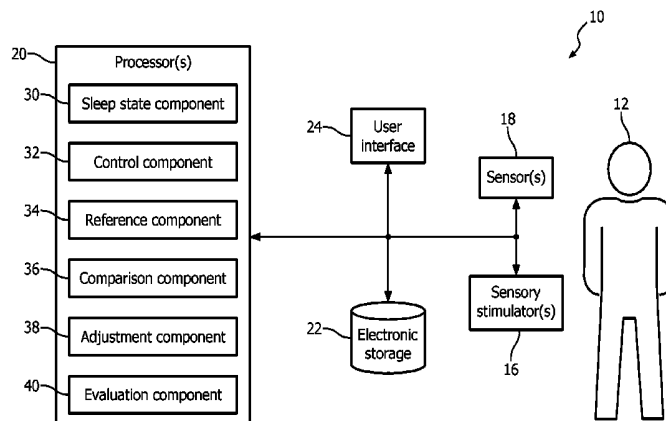 10
20
Processor(s)
30
Sleep state component
32
Control component
34
Reference component
36
Comparison component
38
Adjustment component
40
Evaluation component
24
User
interface
22
Electronic
storage
18
Sensor(s)
Sensory
stimulator(s)
16
12